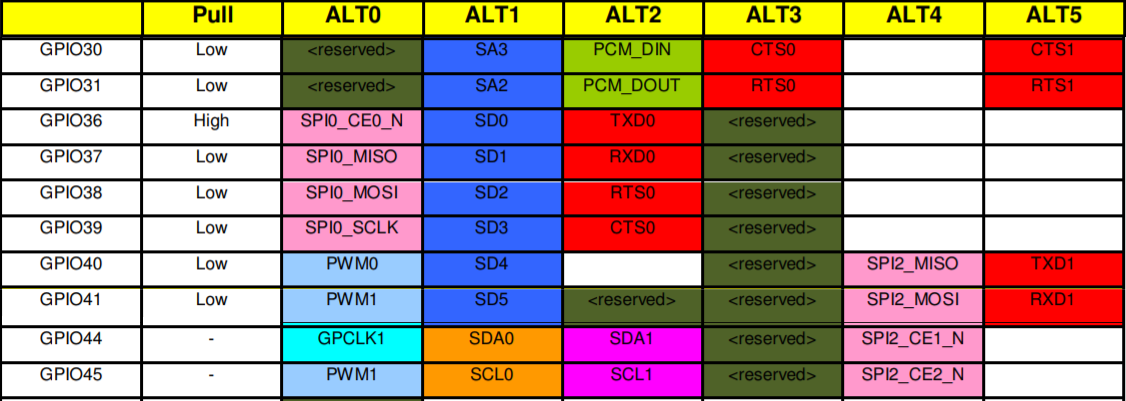 Pull ALT0 ALT1 ALT2 ALT3 ALT4 ALT5
GPIO30 Low <reserved> SA3 PCM_DIN CTS0 CTS1
GPIO31 Low <reserved> SA2 PCM_DOUT RTS0 RTS1
GPIO36 High SPI0_CE0_N SD0 TXD0 <reserved>
GPIO37 Low SPI0_MISO SD1 RXD0 <reserved>
GPIO38 Low SPI0_MOSI SD2 RTS0 <reserved>
GPIO39 Low SPI0_SCLK SD3 CTS0 <reserved>
GPIO40 Low PWM0 SD4 <reserved> SPI2_MISO TXD1
GPIO41 Low PWM1 SD5 <reserved> <reserved> SPI2_MOSI RXD1
GPIO44 - GPCLK1 SDA0 SDA1 <reserved> SPI2_CE1_N
GPIO45 - PWM1 SCL0 SCL1 <reserved> SPI2_CE2_N